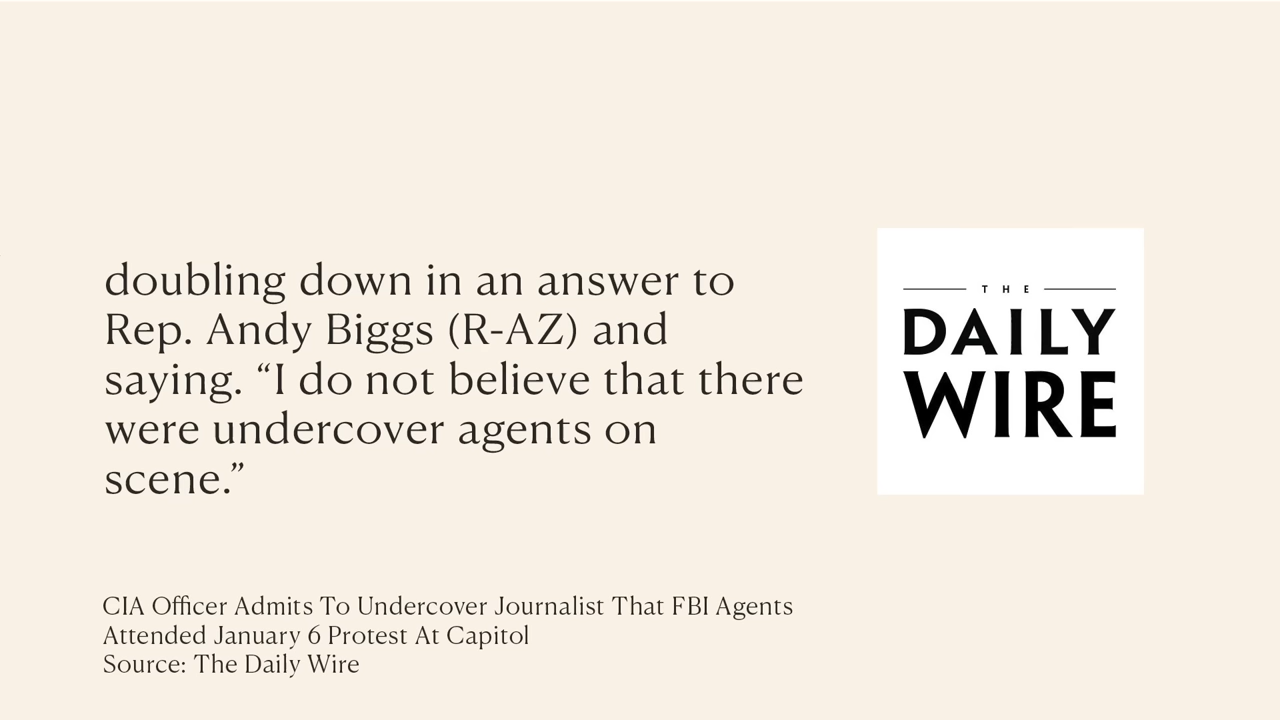 doubling down in an answer to
Rep. Andy Biggs (R-AZ) and
saying. “I do not believe that there
were undercover agents on
scene.”
THE
DAILY
WIRE
CIA Officer Admits To Undercover Journalist That FBI Agents
Attended January 6 Protest At Capitol
Source: The Daily Wire